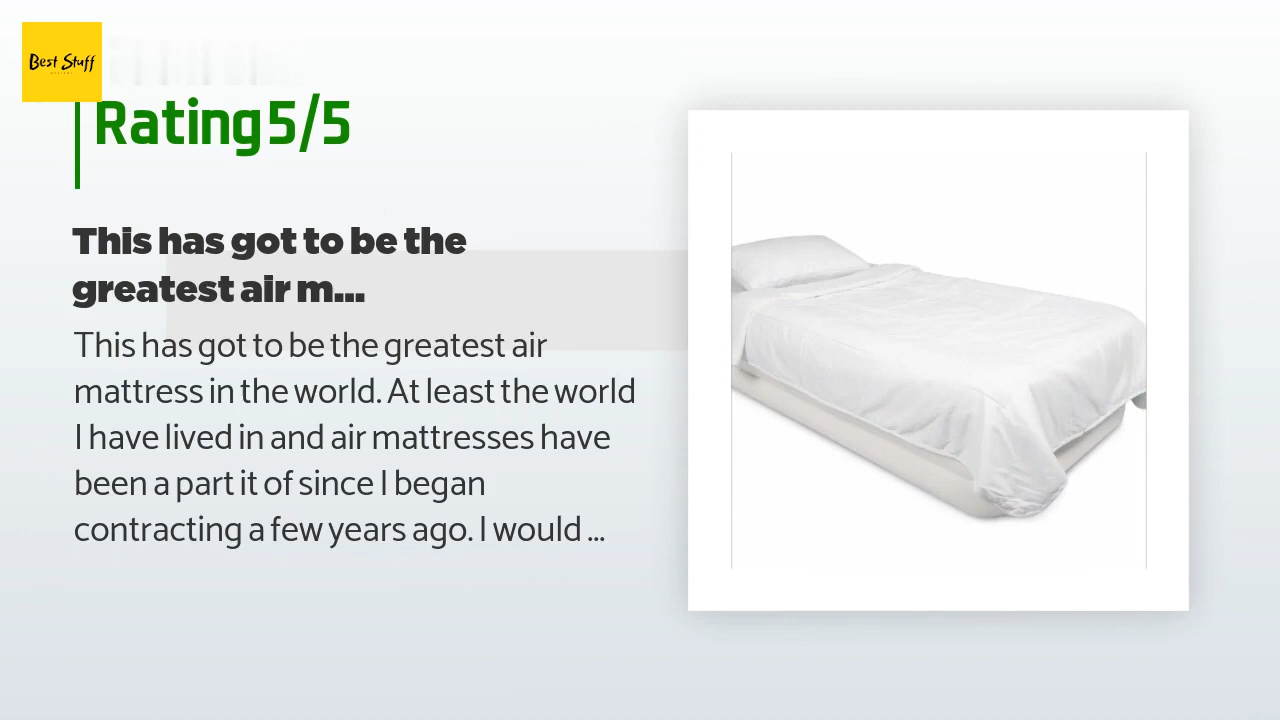 Best Stuff
Rating 5/5
This has got to be the
greatest air m...
This has got to be the greatest air
mattress in the world. At least the world
I have lived in and air mattresses have
been a part it of since I began
contracting a few years ago. I would ...